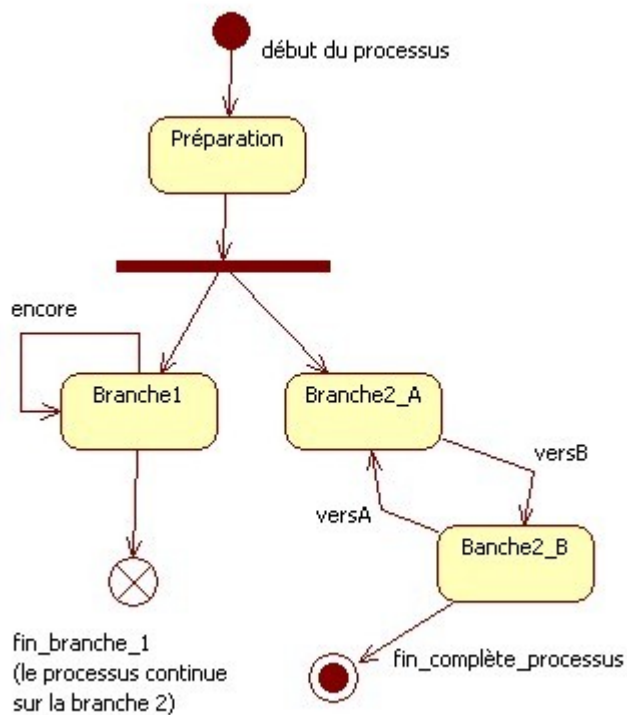 début du processus
Préparation
encore
Branche1
Branche2_A
versB
versA
Banche2_B
fin_branche_1
(le processus continue
sur la branche 2)
fin_complète_processus